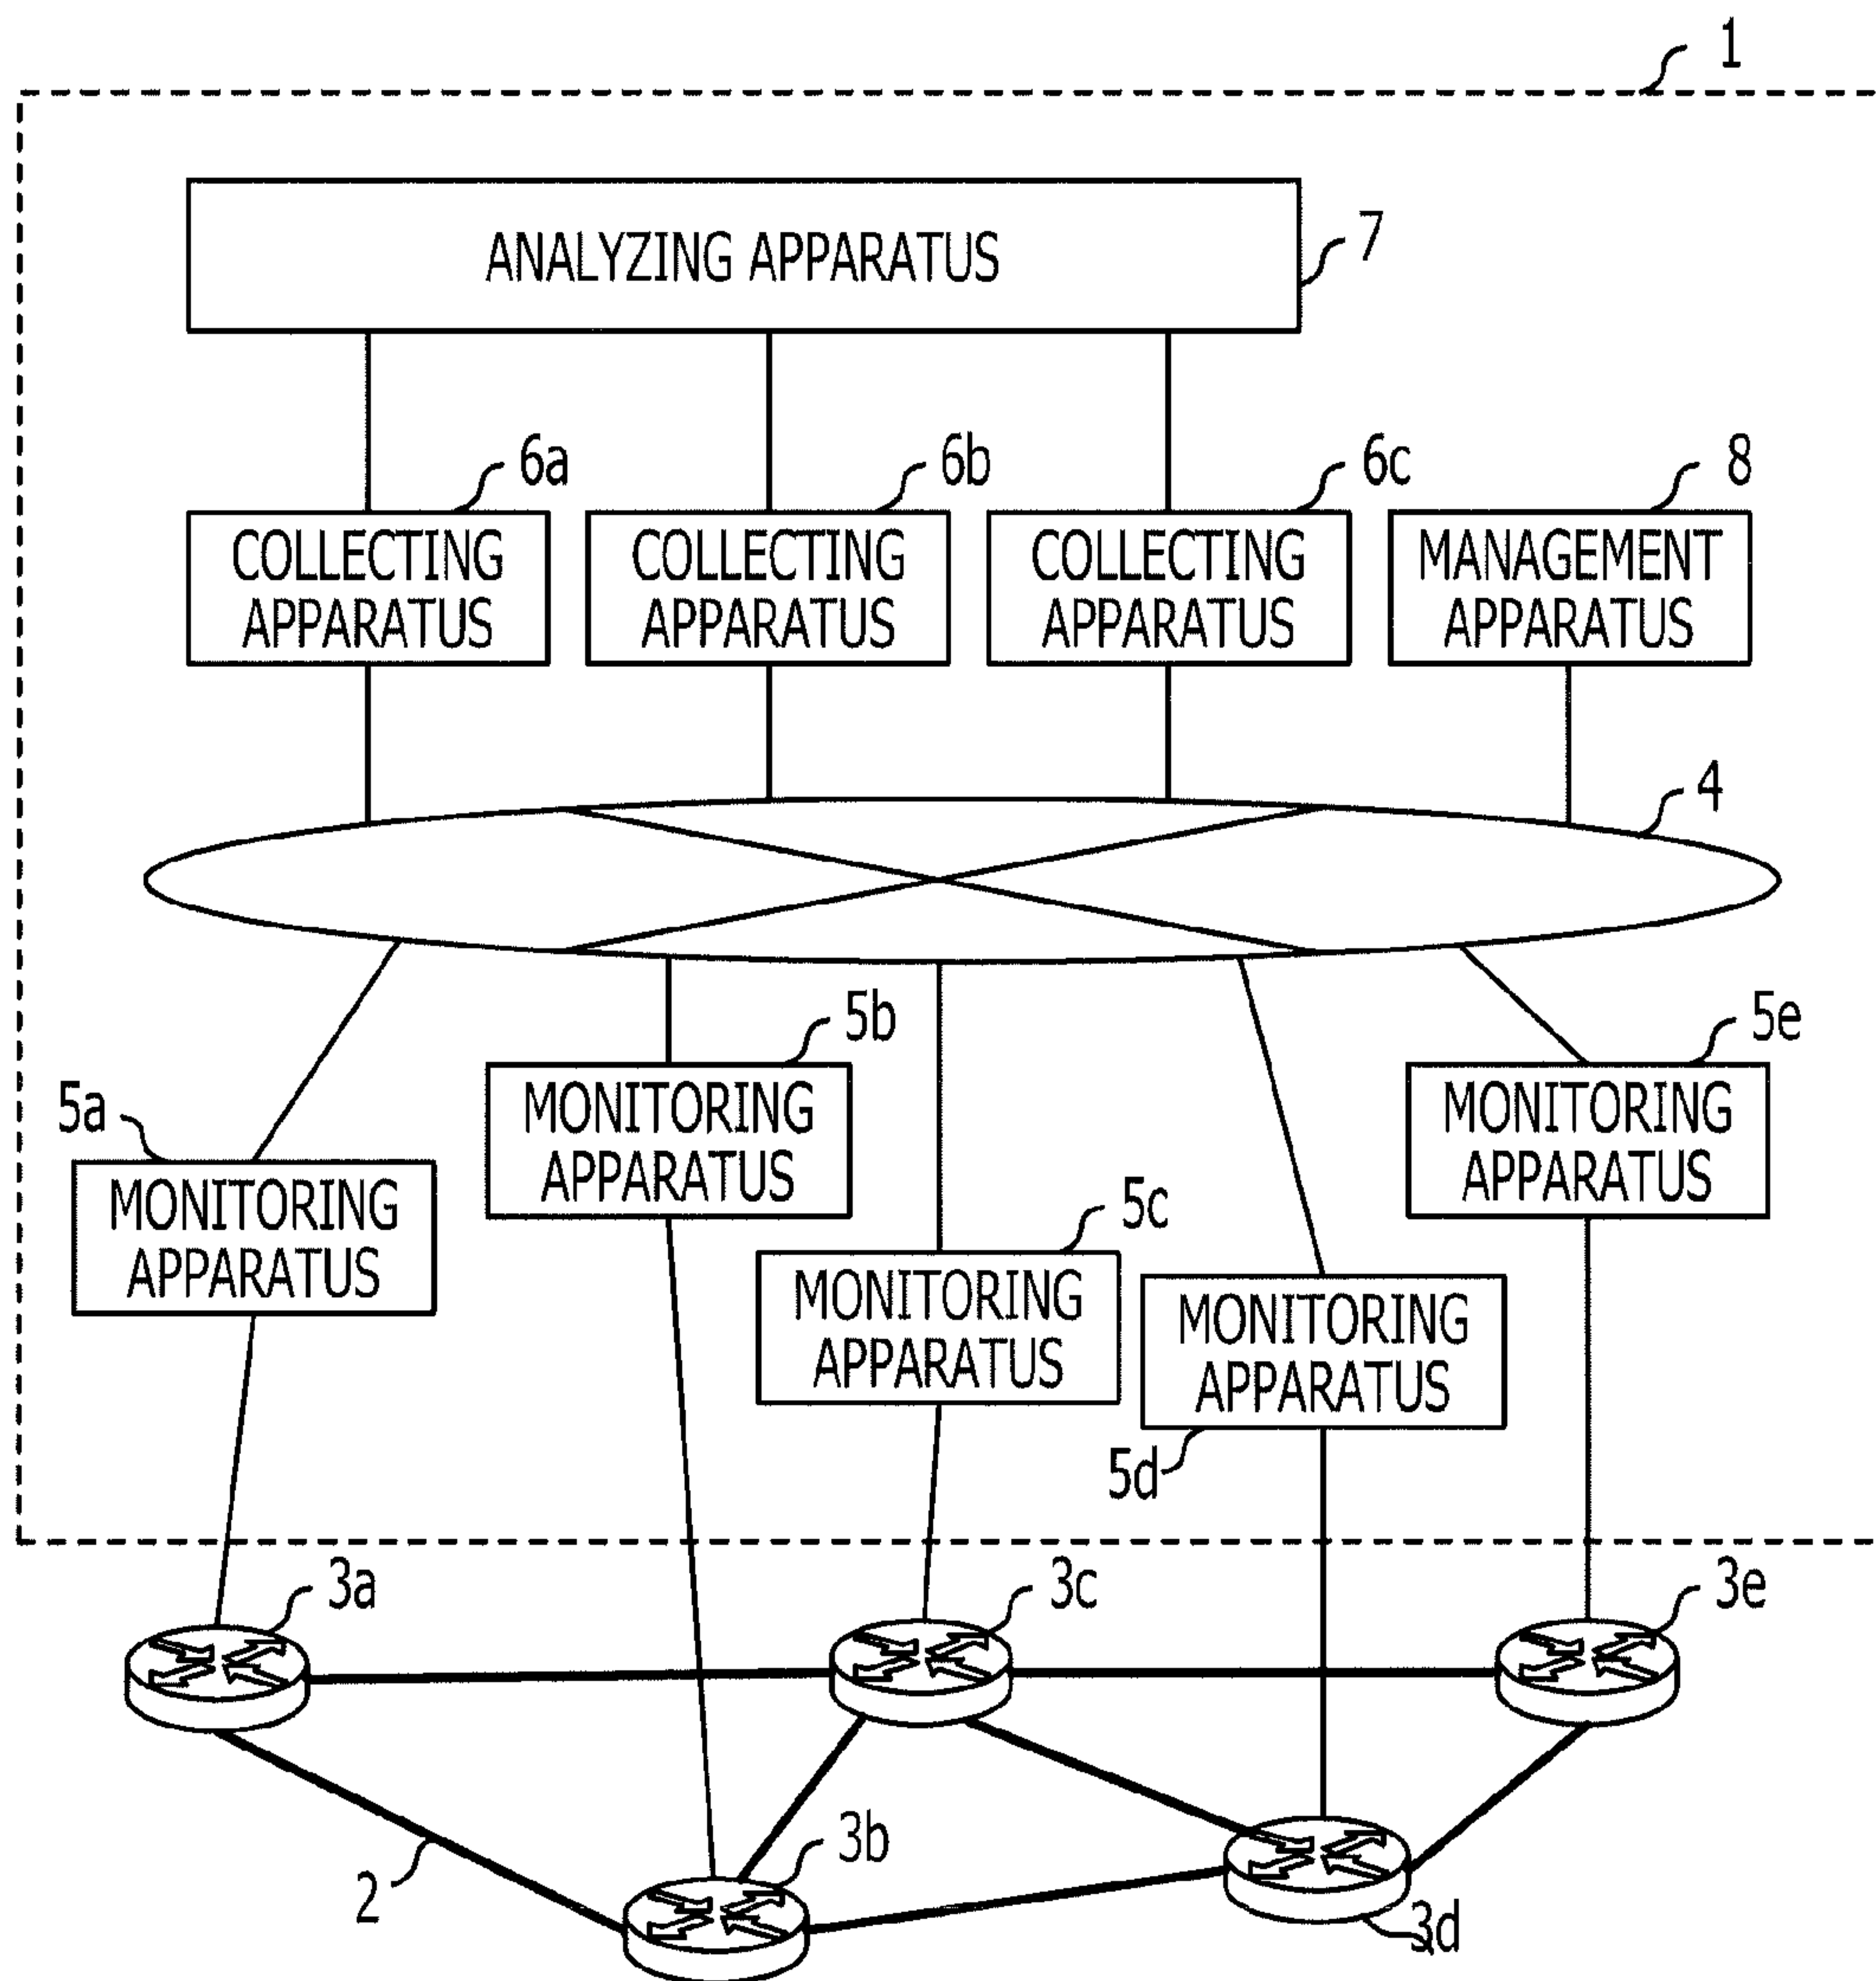 1
ANALYZING APPARATUS
7
6a
6b
6c
8
COLLECTING
APPARATUS
COLLECTING
APPARATUS
COLLECTING
APPARATUS
MANAGEMENT
APPARATUS
4
5b
5e
5a
MONITORING
APPARATUS
MONITORING
APPARATUS
MONITORING
APPARATUS
5c
MONITORING
APPARATUS
MONITORING
APPARATUS
5d
3a
3c
3e
3b
2
3d